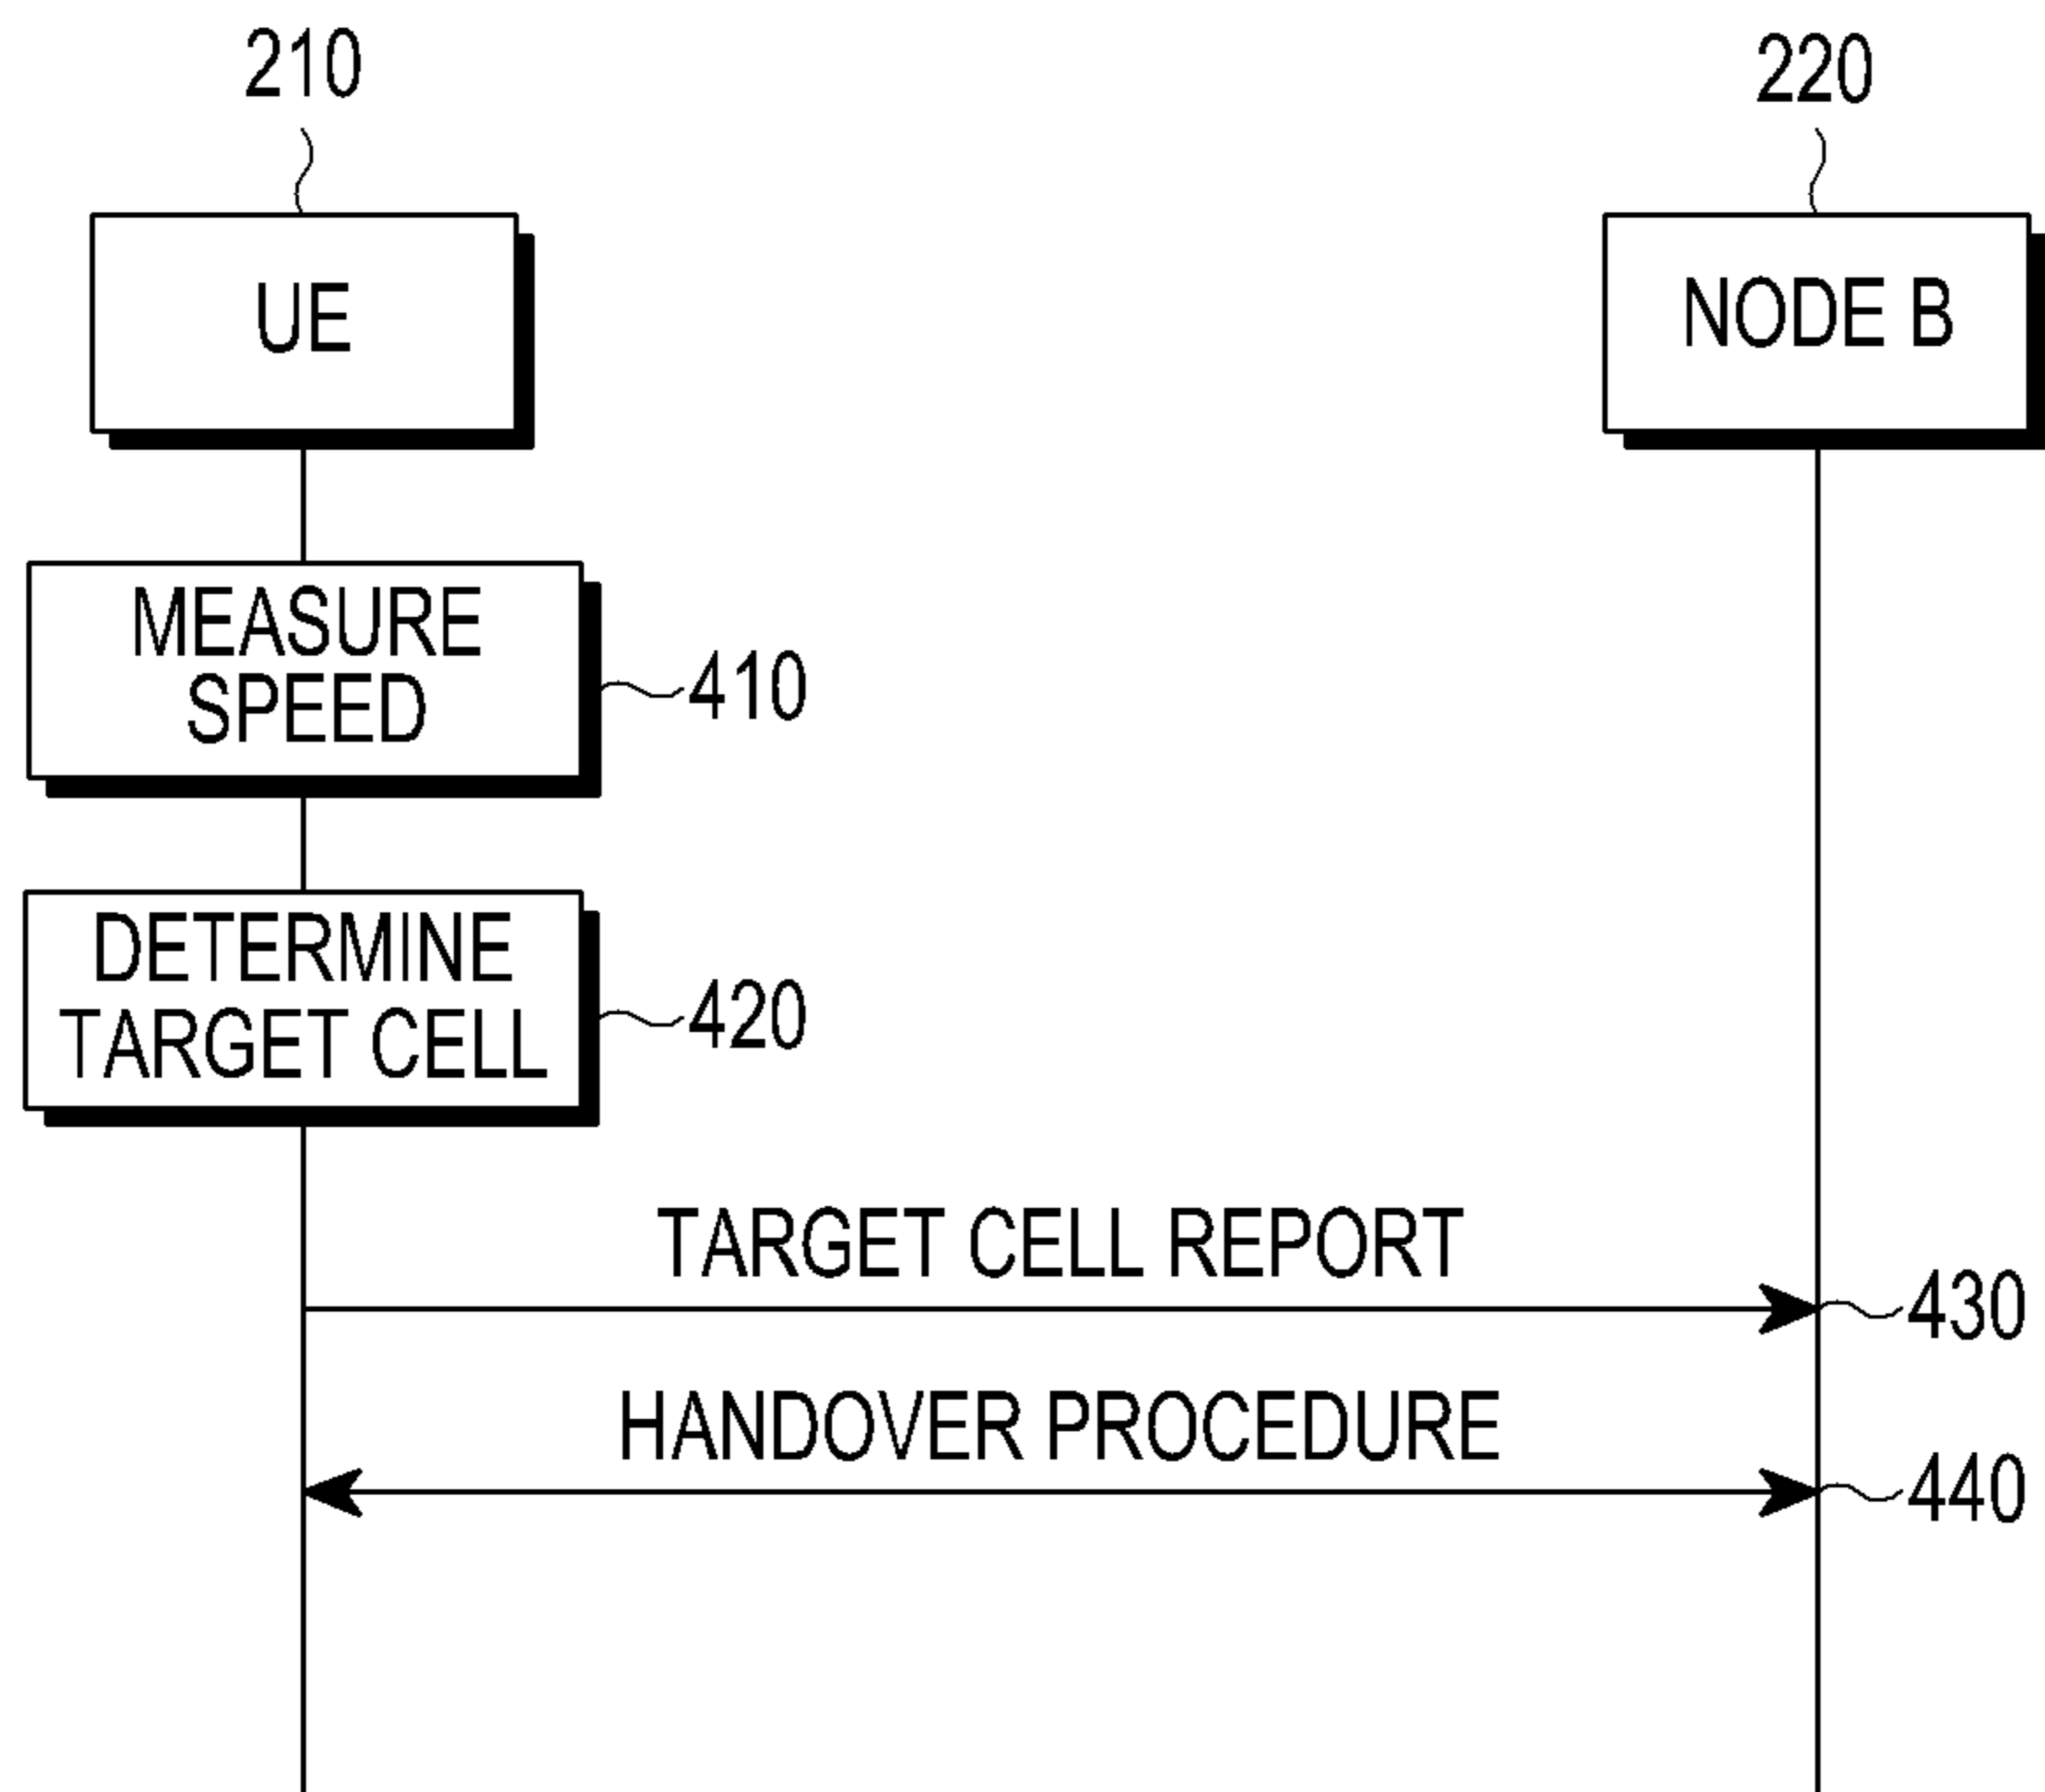 210
220
UE
NODE B
MEASURE
SPEED
410
DETERMINE
TARGET CELL
420
TARGET CELL REPORT
430
HANDOVER PROCEDURE
440